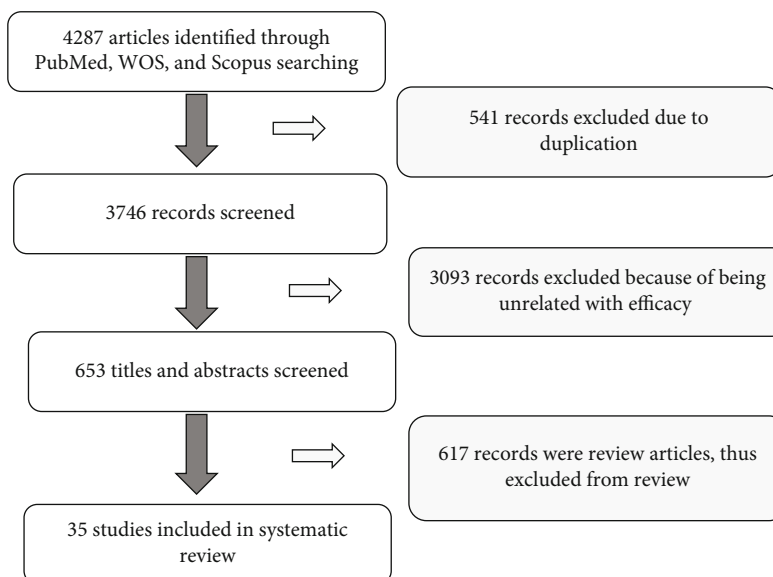 4287 articles identified through
PubMed, WOS, and Scopus searching
541 records excluded due to
duplication
3746 records screened
3093 records excluded because of being
unrelated with efficacy
653 titles and abstracts screened
617 records were review articles, thus
excluded from review
35 studies included in systematic
review